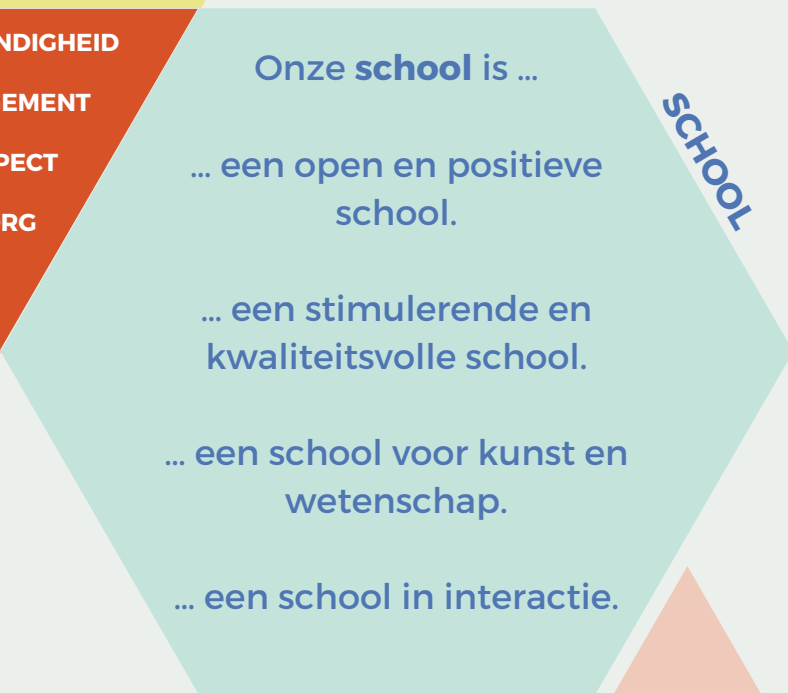 NDIGHEID
EMENT
PECT
RG
Onze school is ...
... een open en positieve
school.
... een stimulerende en
kwaliteitsvolle school.
... een school voor kunst en
wetenschap.
... een school in interactie.
SCHOOL